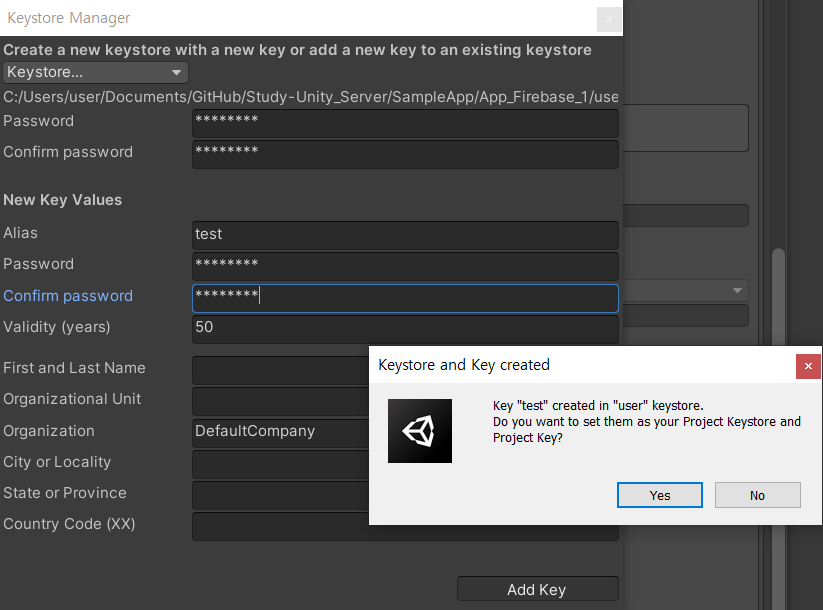 Keystore Manager
Create a new keystore with a new key or add a new key to an existing keystore
Keystore...
C:/Users/user/Documents/GitHub/Study-Unity_Server/SampleApp/App_Firebase_1/use
Password ********
Confirm password ********
New Key Values
Alias test
Password ********
Confirm password ********
Validity (years) 50
First and Last Name
Organizational Unit
Organization DefaultCompany
City or Locality
State or Province
Country Code (XX)
Add Key
Keystore and Key created
Key "test" created in "user" keystore.
Do you want to set them as your Project Keystore and
Project Key?
Yes No